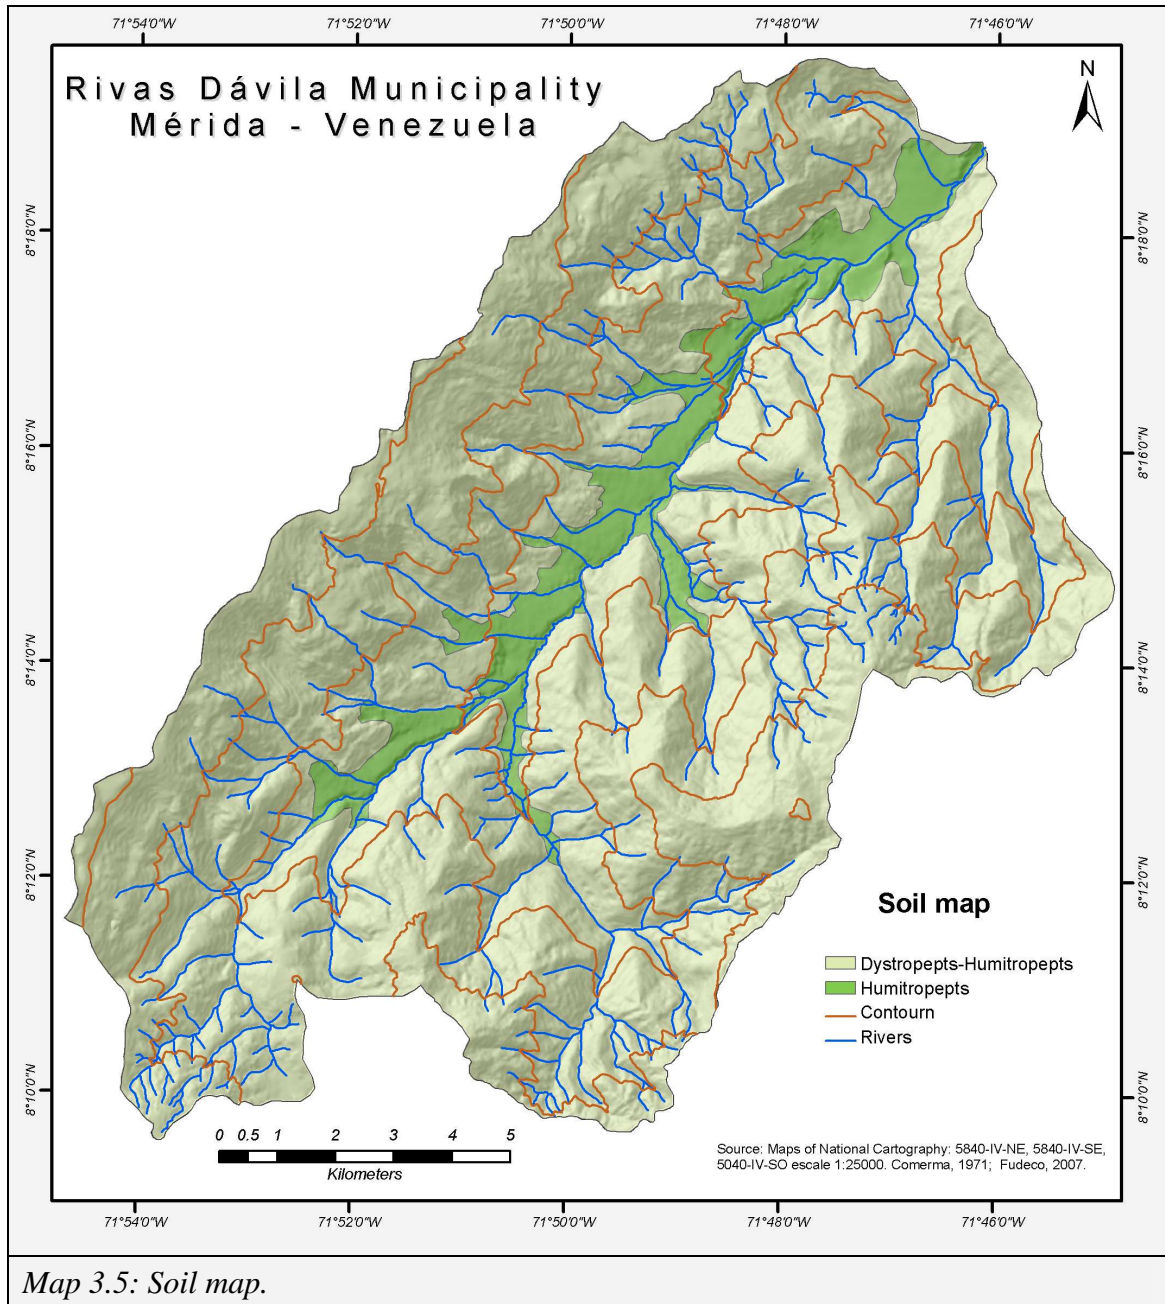 71°54'0"W 71°52'0"W 71°50'0"W 71°48'0"W 71°46'0"W
Rivas Dávila Municipality
Mérida - Venezuela
N
8°18'0"N 8°18'0"N
8°16'0"N 8°16'0"N
8°14'0"N 8°14'0"N
8°12'0"N 8°12'0"N
8°10'0"N 8°10'0"N
Soil map
Dystropepts-Humitropepts
Humitropepts
Contourn
Rivers
0 0.5 1 2 3 4 5
Kilometers
Source: Maps of National Cartography: 5840-IV-NE, 5840-IV-SE,
5040-IV-SO escale 1:25000. Comerma, 1971; Fudeco, 2007.
71°54'0"W 71°52'0"W 71°50'0"W 71°48'0"W 71°46'0"W
Map 3.5: Soil map.